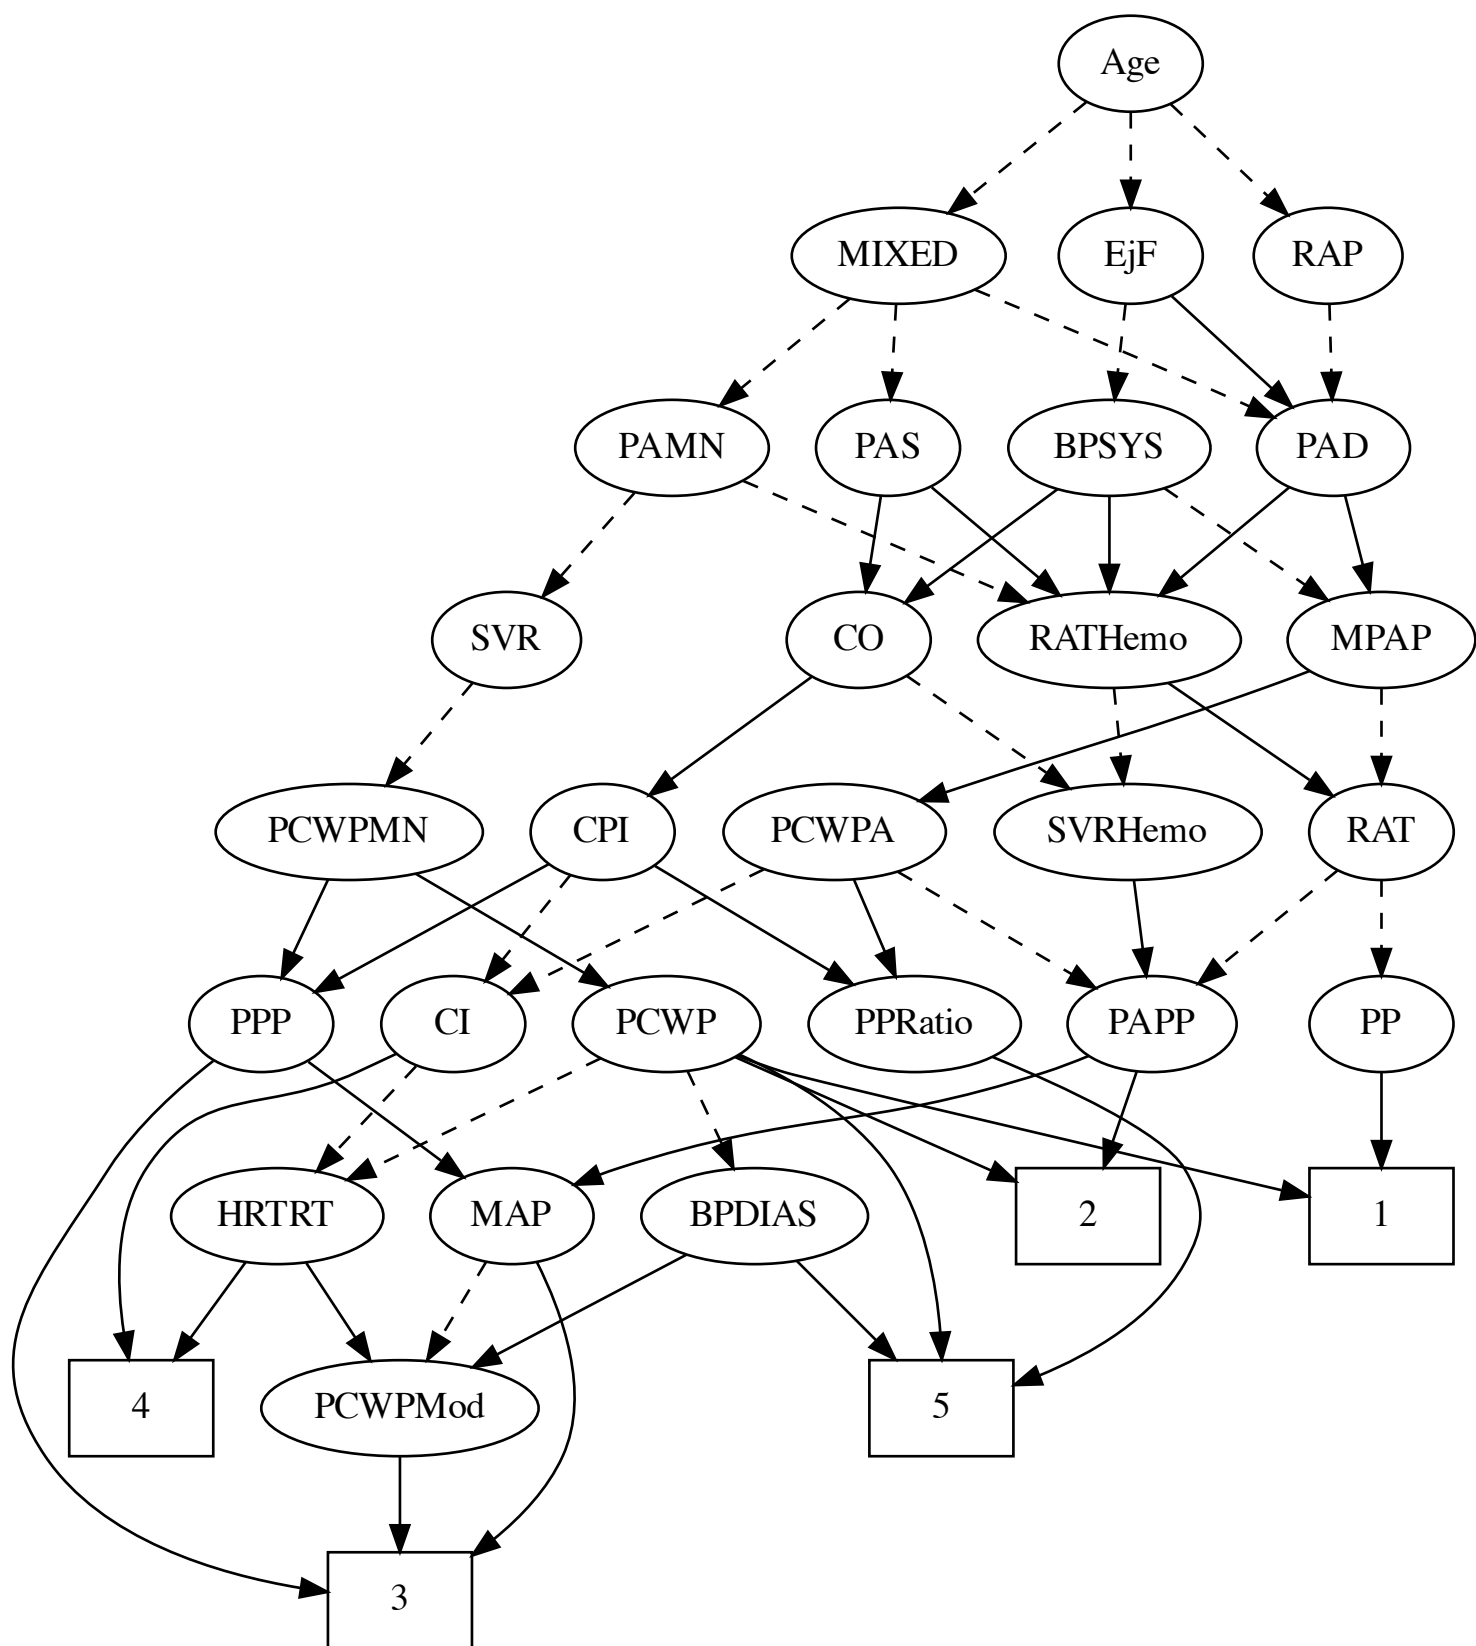 Age
MIXED
EjF
RAP
PAMN
PAS
BPSYS
PAD
SVR
CO
RATHemo
MPAP
PCWPMN
CPI
PCWPA
SVRHemo
RAT
PPP
CI
PCWP
PPRatio
PAPP
PP
HRTRT
MAP
BPDIAS
2
1
4
PCWPMod
5
3